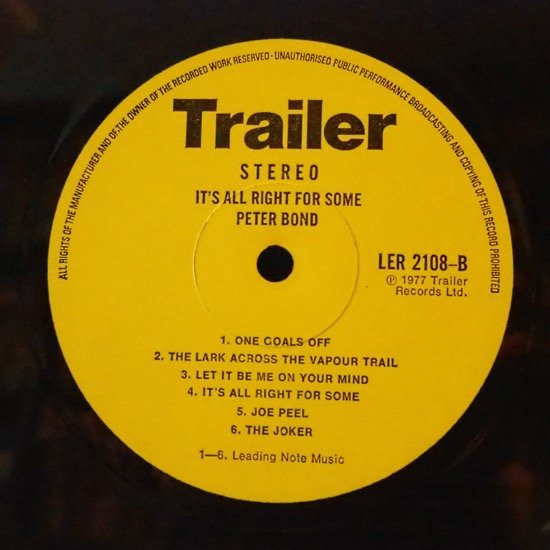 ALL RIGHTS OF THE MANUFACTURER AND OF THE OWNER OF THE RECORDED WORK RESERVED-UNAUTHORISED PUBLIC PERFORMANCE BROADCASTING AND COPYING OF THIS RECORD PROHIBITED
Trailer
STEREO
IT'S ALL RIGHT FOR SOME
PETER BOND
LER 2108-B
℗ 1977 Trailer
Records Ltd.
1. ONE GOALS OFF
2. THE LARK ACROSS THE VAPOUR TRAIL
3. LET IT BE ME ON YOUR MIND
4. IT'S ALL RIGHT FOR SOME
5. JOE PEEL
6. THE JOKER
1—6. Leading Note Music